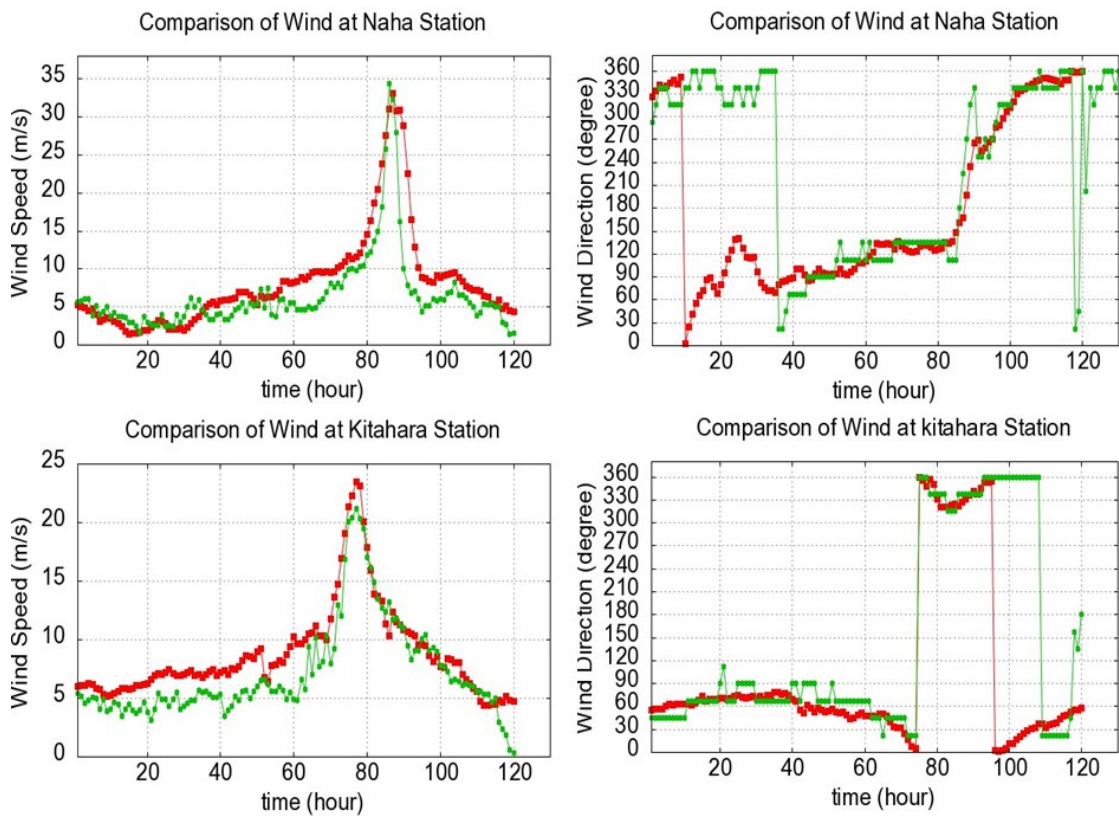 Comparison of Wind at Naha Station
Wind Speed (m/s)
35
30
25
20
15
10
5
0
20 40 60 80 100 120
time (hour)
Comparison of Wind at Naha Station
Wind Direction (degree)
360
330
300
270
240
210
180
150
120
90
60
30
0
20 40 60 80 100 120
time (hour)
Comparison of Wind at Kitahara Station
Wind Speed (m/s)
25
20
15
10
5
0
20 40 60 80 100 120
time (hour)
Comparison of Wind at kitahara Station
Wind Direction (degree)
360
330
300
270
240
210
180
150
120
90
60
30
0
20 40 60 80 100 120
time (hour)